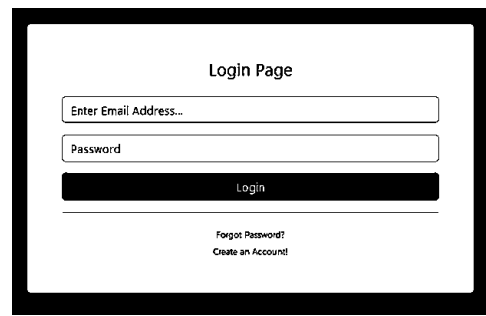 Login Page
Enter Email Address...
Password
Login
Forgot Password?
Create an Account!